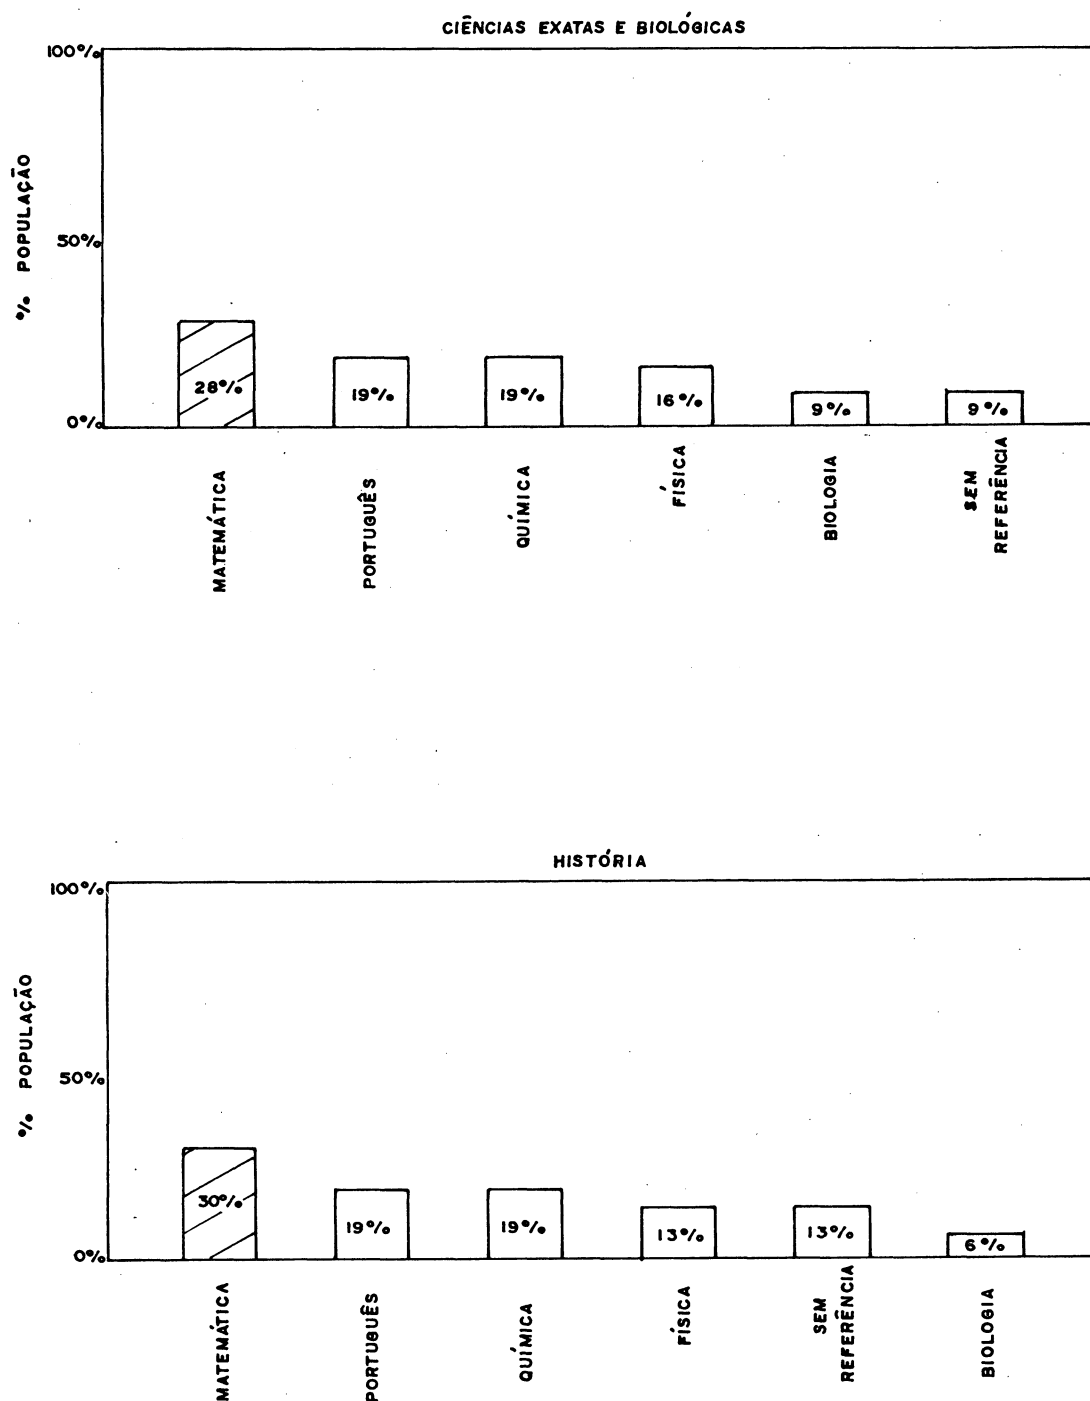 CIÊNCIAS EXATAS E BIOLÓGICAS
100%
% POPULAÇÃO
50%
0%
28%
19%
19%
16%
9%
9%
MATEMÁTICA
PORTUGUÊS
QUÍMICA
FÍSICA
BIOLOGIA
SEM
REFERÊNCIA
HISTÓRIA
100%
% POPULAÇÃO
50%
0%
30%
19%
19%
13%
13%
6%
MATEMÁTICA
PORTUGUÊS
QUÍMICA
FÍSICA
SEM
REFERÊNCIA
BIOLOGIA